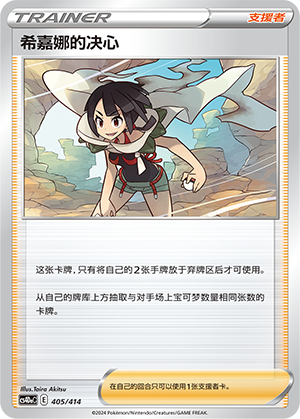 TRAINER
支援者
希嘉娜的决心
这张卡牌，只有将自己的2张手牌放于弃牌区后才可使用。
从自己的牌库上方抽取与对手场上宝可梦数量相同张数的
卡牌。
Illus.Taira Akitsu
在自己的回合只可以使用1张支援者卡。
E 405/414
©2024 Pokémon/Nintendo/Creatures/GAME FREAK.